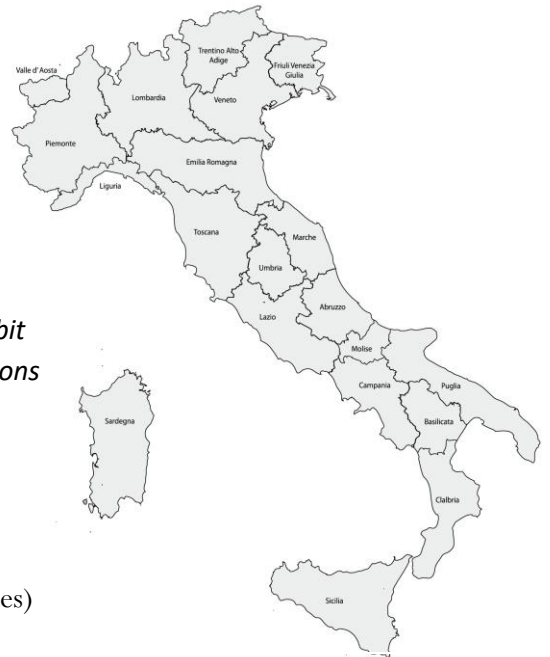 Trentino Alto
Adige
Friuli Venezia
Giulia
Valle d' Aosta
Lombardia
Veneto
Piemonte
Emilia Romagna
Liguria
Toscana
Marche
Umbria
Abruzzo
Lazio
bit
Molise
ons
Campania
Puglia
Sardegna
Basilicata
Clalbria
es)
Sicilia